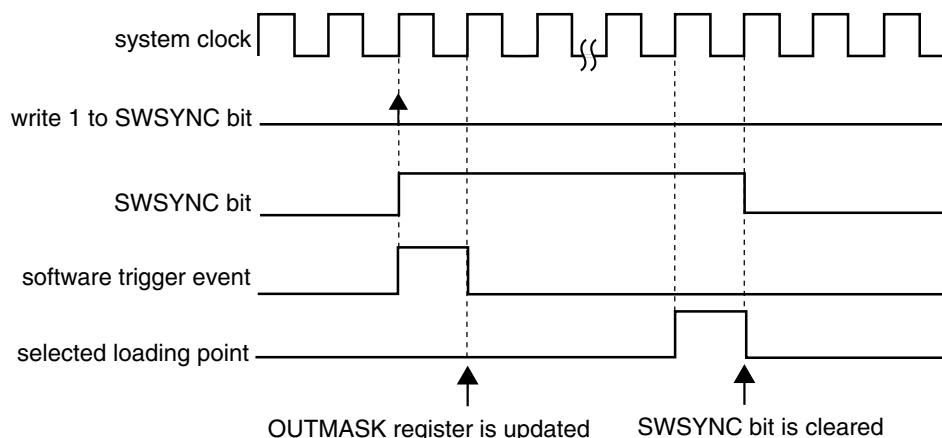 system clock
write 1 to SWSYNC bit
SWSYNC bit
software trigger event
selected loading point
OUTMASK register is updated
SWSYNC bit is cleared